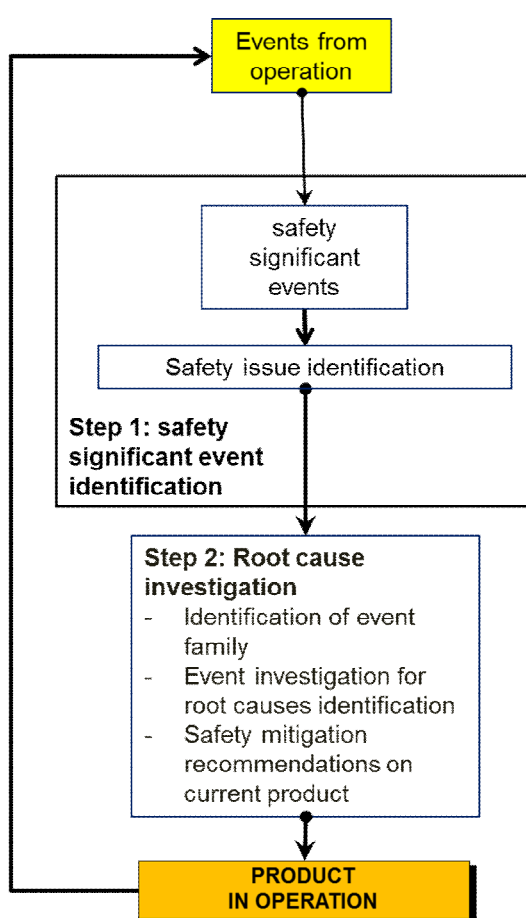 Events from
operation
safety
significant
events
Safety issue identification
Step 1: safety
significant event
identification
Step 2: Root cause
investigation
- Identification of event
family
- Event investigation for
root causes identification
- Safety mitigation
recommendations on
current product
PRODUCT
IN OPERATION